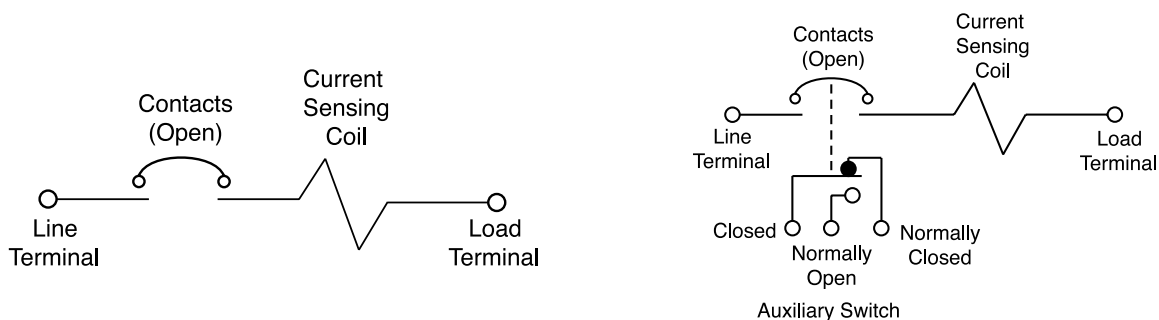 Contacts
(Open)
Current
Sensing
Coil
Line
Terminal
Load
Terminal
Contacts
(Open)
Current
Sensing
Coil
Line
Terminal
Load
Terminal
Closed
Normally
Open
Normally
Closed
Auxiliary Switch